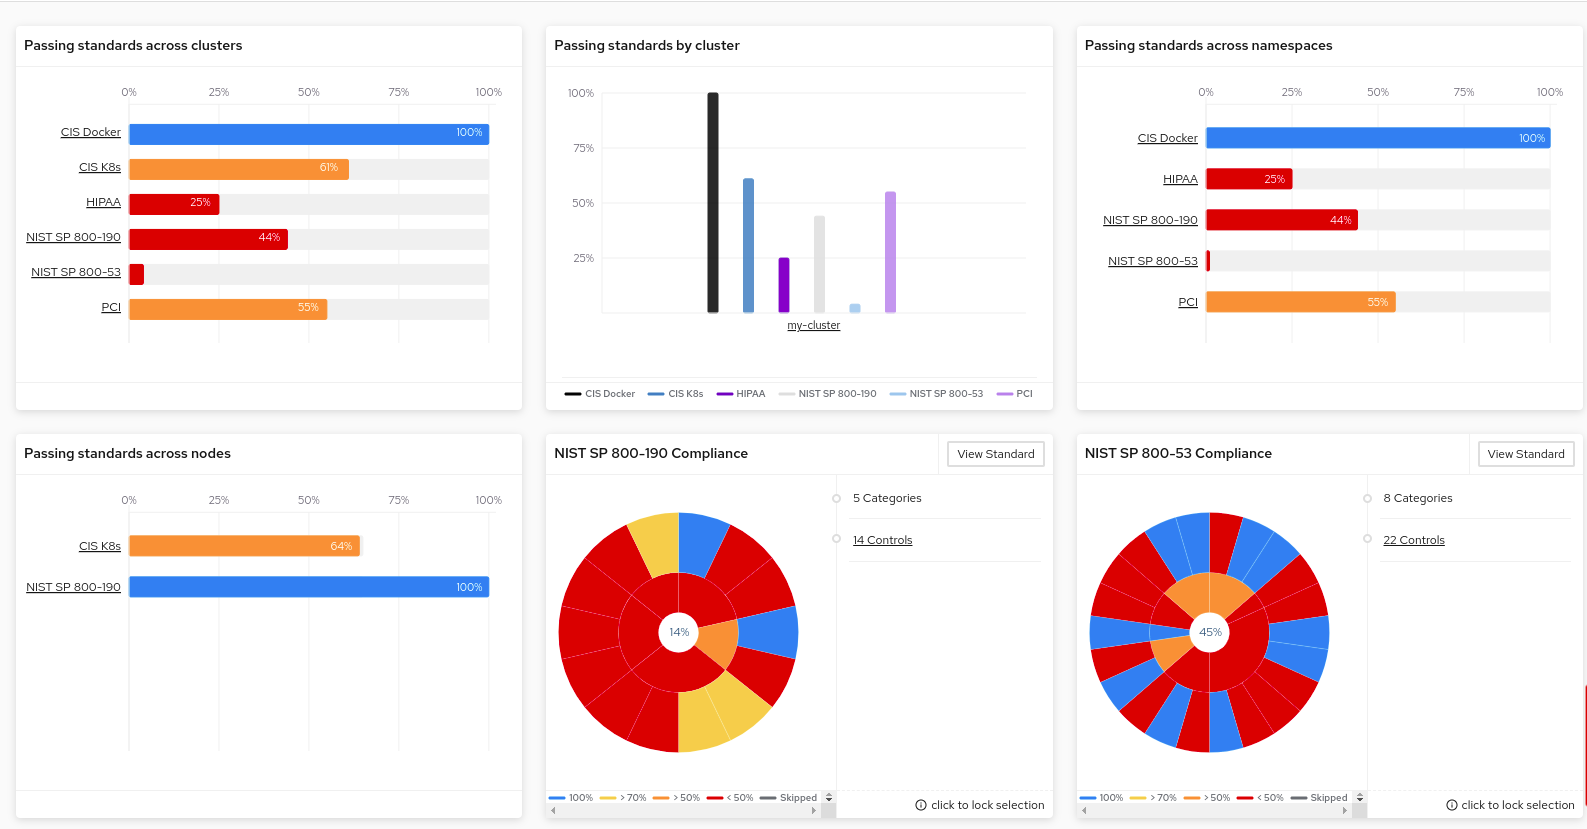 Passing standards across clusters
0% 25% 50% 75% 100%
CIS Docker 100%
CIS K8s 61%
HIPAA 25%
NIST SP 800-190 44%
NIST SP 800-53
PCI 55%
Passing standards by cluster
100%
75%
50%
25%
my-cluster
CIS Docker CIS K8s HIPAA NIST SP 800-190 NIST SP 800-53 PCI
Passing standards across namespaces
0% 25% 50% 75% 100%
CIS Docker 100%
HIPAA 25%
NIST SP 800-190 44%
NIST SP 800-53
PCI 55%
Passing standards across nodes
0% 25% 50% 75% 100%
CIS K8s 64%
NIST SP 800-190 100%
NIST SP 800-190 Compliance View Standard
5 Categories
14 Controls
14%
100% > 70% > 50% < 50% Skipped
click to lock selection
NIST SP 800-53 Compliance View Standard
8 Categories
22 Controls
45%
100% > 70% > 50% < 50% Skipped
click to lock selection